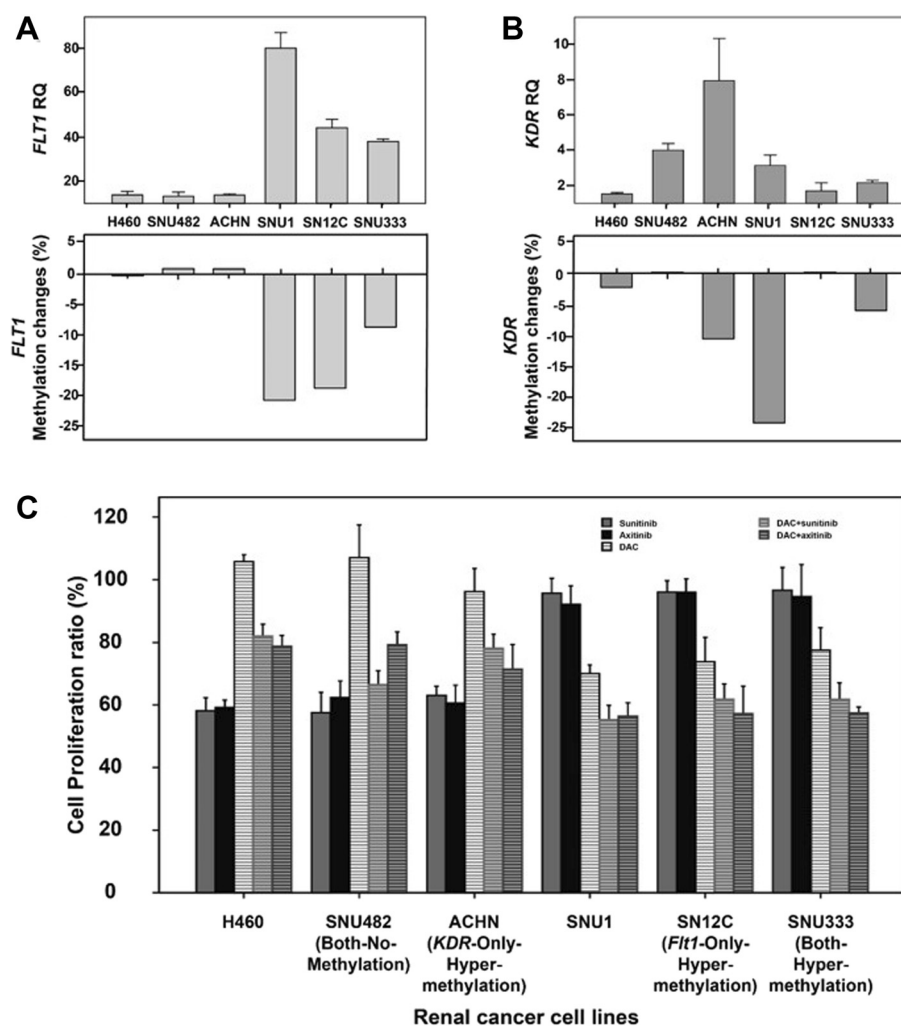 A
FLT1 RQ
80
60
40
20
H460 SNU482 ACHN SNU1 SN12C SNU333
FLT1
Methylation changes (%)
5
0
-5
-10
-15
-20
-25
B
KDR RQ
10
8
6
4
2
H460 SNU482 ACHN SNU1 SN12C SNU333
KDR
Methylation changes (%)
5
0
-5
-10
-15
-20
-25
C
Cell Proliferation ratio (%)
120
100
80
60
40
20
0
Sunitinib
Axitinib
DAC
DAC+sunitinib
DAC+axitinib
H460
SNU482
(Both-No-
Methylation)
ACHN
(KDR-Only-
Hyper-
methylation)
SNU1
SN12C
(Flt1-Only-
Hyper-
methylation)
SNU333
(Both-
Hyper-
methylation)
Renal cancer cell lines